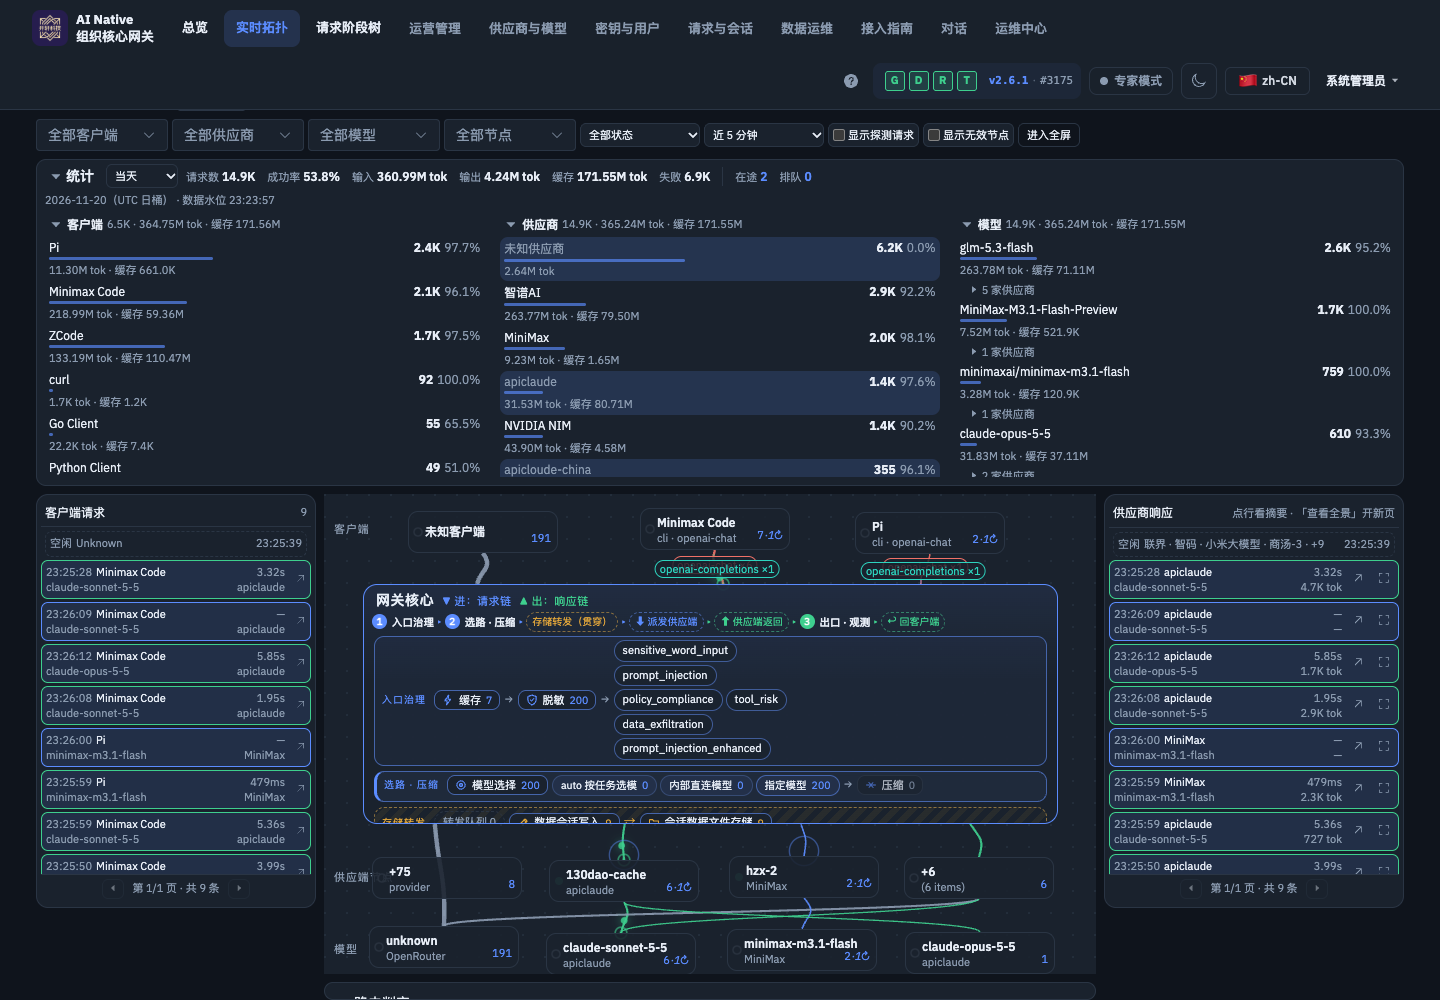 AI Native
组织核心网关
总览
实时拓扑
请求阶段树
运营管理
供应商与模型
密钥与用户
请求与会话
数据运维
接入指南
对话
运维中心
?
G D R T v2.6.1 · #3175
专家模式
zh-CN
系统管理员
全部客户端
全部供应商
全部模型
全部节点
全部状态
近 5 分钟
显示探测请求
显示无效节点
进入全屏
统计 当天 请求数 14.9K 成功率 53.8% 输入 360.99M tok 输出 4.24M tok 缓存 171.55M tok 失败 6.9K 在途 2 排队 0
2026-11-20（UTC 日桶） · 数据水位 23:23:57
客户端 6.5K · 364.75M tok · 缓存 171.56M
Pi 2.4K 97.7%
11.30M tok · 缓存 661.0K
Minimax Code 2.1K 96.1%
218.99M tok · 缓存 59.36M
ZCode 1.7K 97.5%
133.19M tok · 缓存 110.47M
curl 92 100.0%
1.7K tok · 缓存 1.2K
Go Client 55 65.5%
22.2K tok · 缓存 7.4K
Python Client 49 51.0%
供应商 14.9K · 365.24M tok · 缓存 171.55M
未知供应商 6.2K 0.0%
2.64M tok
智谱AI 2.9K 92.2%
263.77M tok · 缓存 79.50M
MiniMax 2.0K 98.1%
9.23M tok · 缓存 1.65M
apiclaude 1.4K 97.6%
31.53M tok · 缓存 80.71M
NVIDIA NIM 1.4K 90.2%
43.90M tok · 缓存 4.58M
apicloude-china 355 96.1%
模型 14.9K · 365.24M tok · 缓存 171.55M
glm-5.3-flash 2.6K 95.2%
263.78M tok · 缓存 71.11M
5 家供应商
MiniMax-M3.1-Flash-Preview 1.7K 100.0%
7.52M tok · 缓存 521.9K
1 家供应商
minimaxai/minimax-m3.1-flash 759 100.0%
3.28M tok · 缓存 120.9K
1 家供应商
claude-opus-5-5 610 93.3%
31.83M tok · 缓存 37.11M
2 家供应商
客户端请求 9
空闲 Unknown 23:25:39
23:25:28 Minimax Code 3.32s
claude-sonnet-5-5 apiclaude
23:26:09 Minimax Code —
claude-sonnet-5-5 apiclaude
23:26:12 Minimax Code 5.85s
claude-opus-5-5 apiclaude
23:26:08 Minimax Code 1.95s
claude-sonnet-5-5 apiclaude
23:26:00 Pi —
minimax-m3.1-flash MiniMax
23:25:59 Pi 479ms
minimax-m3.1-flash MiniMax
23:25:59 Minimax Code 5.36s
claude-sonnet-5-5 apiclaude
23:25:50 Minimax Code 3.99s
第 1/1 页 · 共 9 条
客户端
未知客户端 191
Minimax Code
cli · openai-chat 7·1↻
Pi
cli · openai-chat 2·1↻
openai-completions ×1
openai-completions ×1
网关核心 ▼ 进：请求链 ▲ 出：响应链
1 入口治理 · 2 选路 · 压缩 · 存储转发（贯穿） · 派发供应端 · 供应端返回 · 3 出口 · 观测 · 回客户端
入口治理 缓存 7 → 脱敏 200 →
sensitive_word_input
prompt_injection
policy_compliance tool_risk
data_exfiltration
prompt_injection_enhanced
选路 · 压缩 模型选择 200 auto 按任务选模 0 内部直连模型 0 指定模型 200 → 压缩 0
存储转发 转发队列 0 数据会话写入 0 ⇄ 会话数据文件存储 0
供应商
+75
provider 8
130dao-cache
apiclaude 6·1↻
hzx-2
MiniMax 2·1↻
+6
(6 items) 6
模型
unknown
OpenRouter 191
claude-sonnet-5-5
apiclaude 6·1↻
minimax-m3.1-flash
MiniMax 2·1↻
claude-opus-5-5
apiclaude 1
供应商响应 点行看摘要 · 「查看全景」开新页
空闲 联界 · 智码 · 小米大模型 · 商汤-3 · +9 23:25:39
23:25:28 apiclaude 3.32s
claude-sonnet-5-5 4.7K tok
23:26:09 apiclaude —
claude-sonnet-5-5 —
23:26:12 apiclaude 5.85s
claude-opus-5-5 1.7K tok
23:26:08 apiclaude 1.95s
claude-sonnet-5-5 2.9K tok
23:26:00 MiniMax —
minimax-m3.1-flash —
23:25:59 MiniMax 479ms
minimax-m3.1-flash 2.3K tok
23:25:59 apiclaude 5.36s
claude-sonnet-5-5 727 tok
23:25:50 apiclaude 3.99s
第 1/1 页 · 共 9 条